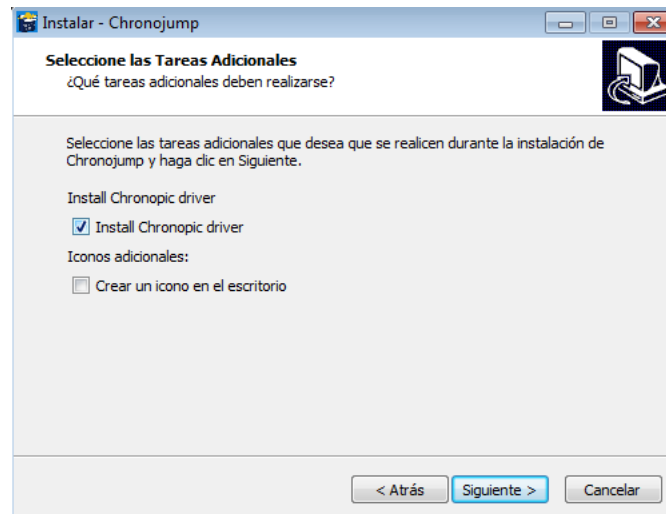 Instalar - Chronojump
Seleccione las Tareas Adicionales
¿Qué tareas adicionales deben realizarse?
Seleccione las tareas adicionales que desea que se realicen durante la instalación de
Chronojump y haga clic en Siguiente.
Install Chronopic driver
Install Chronopic driver
Iconos adicionales:
Crear un icono en el escritorio
< Atrás
Siguiente >
Cancelar